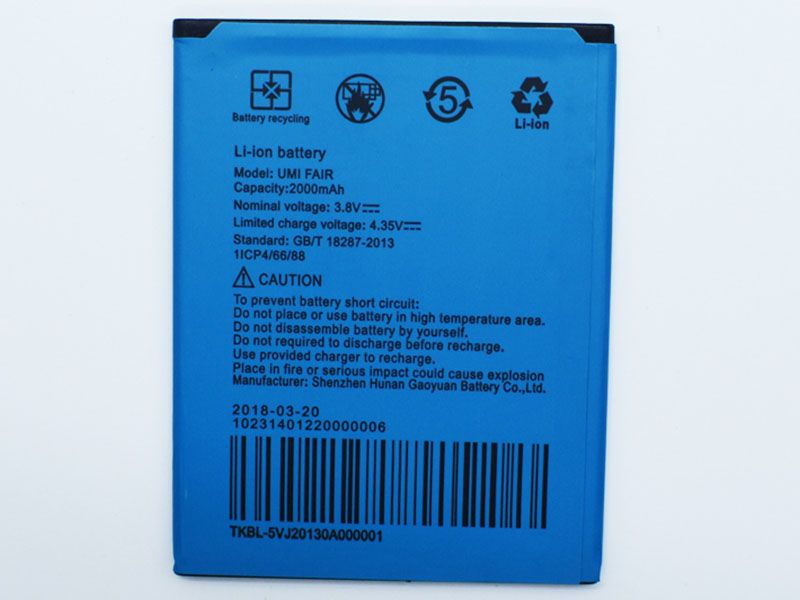 Battery recycling
5
Li-ion
Li-ion battery
Model: UMI FAIR
Capacity:2000mAh
Nominal voltage: 3.8V⎓
Limited charge voltage: 4.35V⎓
Standard: GB/T 18287-2013
1ICP4/66/88
CAUTION
To prevent battery short circuit:
Do not place or use battery in high temperature area.
Do not disassemble battery by yourself.
Do not required to discharge before recharge.
Use provided charger to recharge.
Place in fire or serious impact could cause explosion
Manufacturer: Shenzhen Hunan Gaoyuan Battery Co.,Ltd.
2018-03-20
10231401220000006
TKBL-5VJ20130A000001